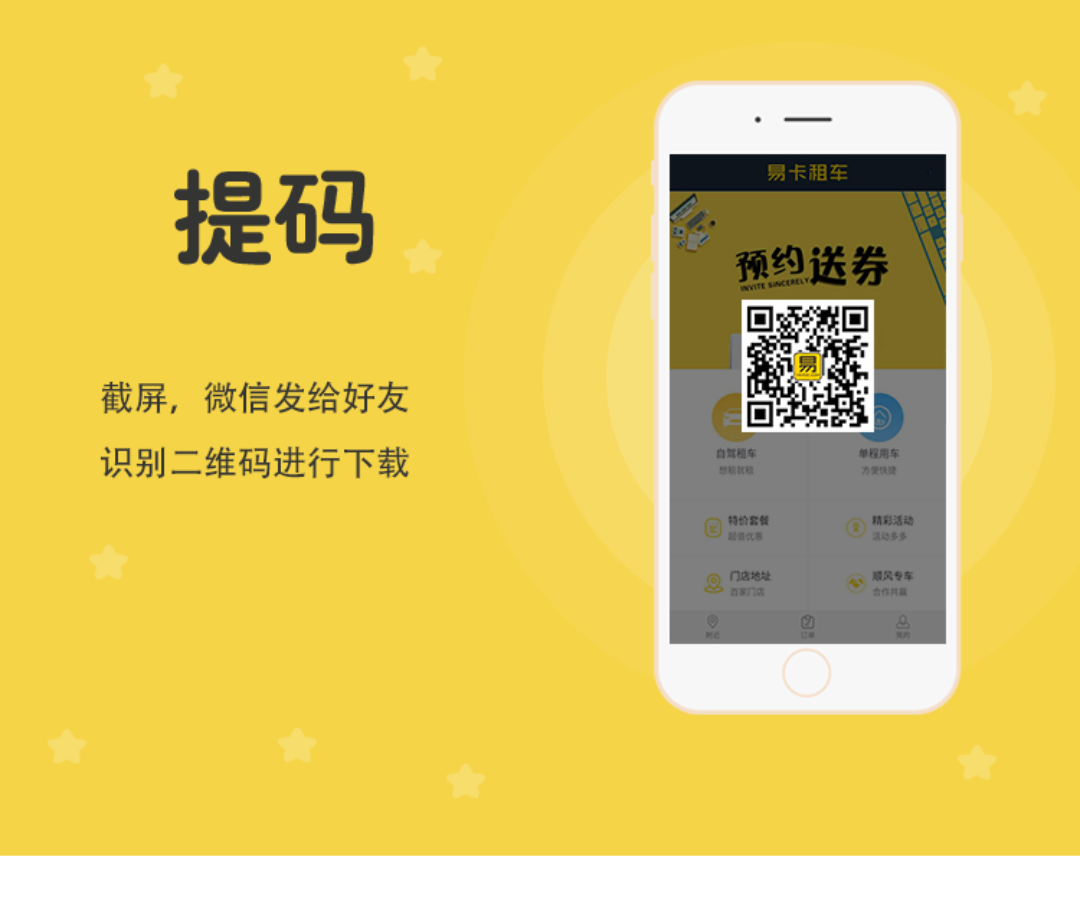 提码
截屏，微信发给好友
识别二维码进行下载
易卡租车
预约送券
INVITE SINCERELY
易
自驾租车
想租就租
单程用车
方便快捷
特价套餐
超值优惠
精彩活动
活动多多
门店地址
百家门店
顺风专车
合作共赢
附近
订单
我的